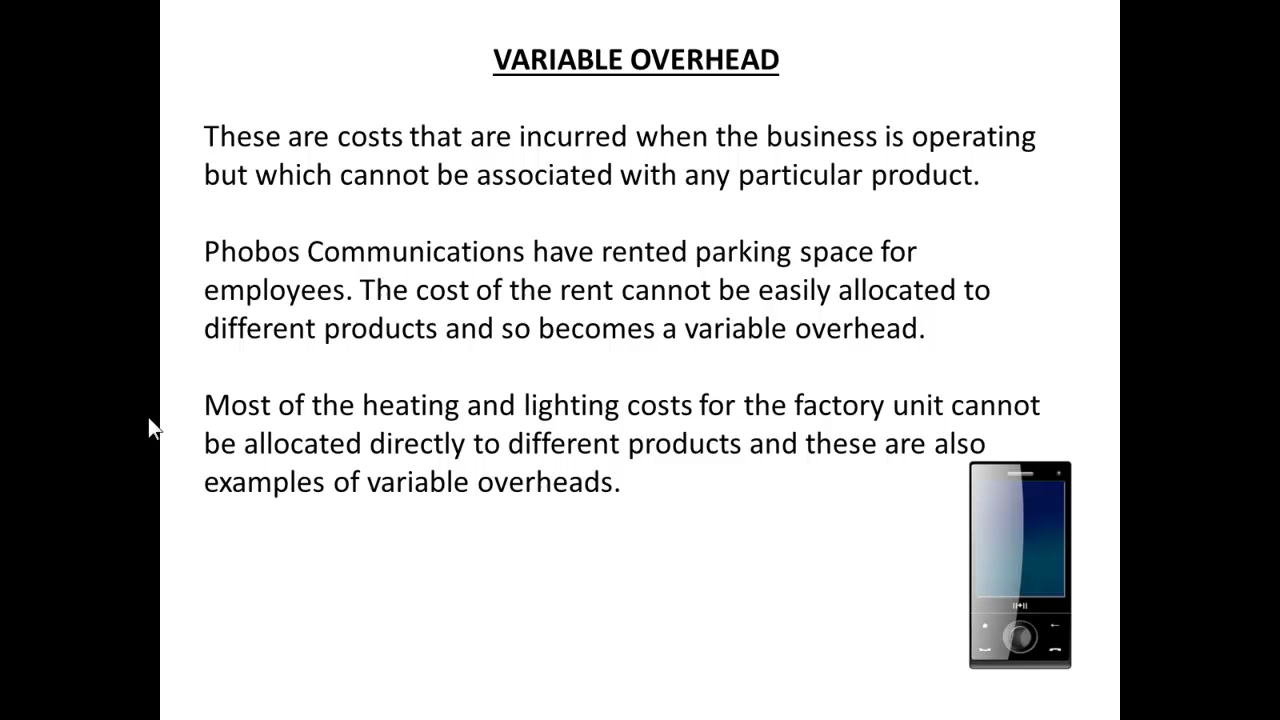 VARIABLE OVERHEAD
These are costs that are incurred when the business is operating
but which cannot be associated with any particular product.
Phobos Communications have rented parking space for
employees. The cost of the rent cannot be easily allocated to
different products and so becomes a variable overhead.
Most of the heating and lighting costs for the factory unit cannot
be allocated directly to different products and these are also
examples of variable overheads.